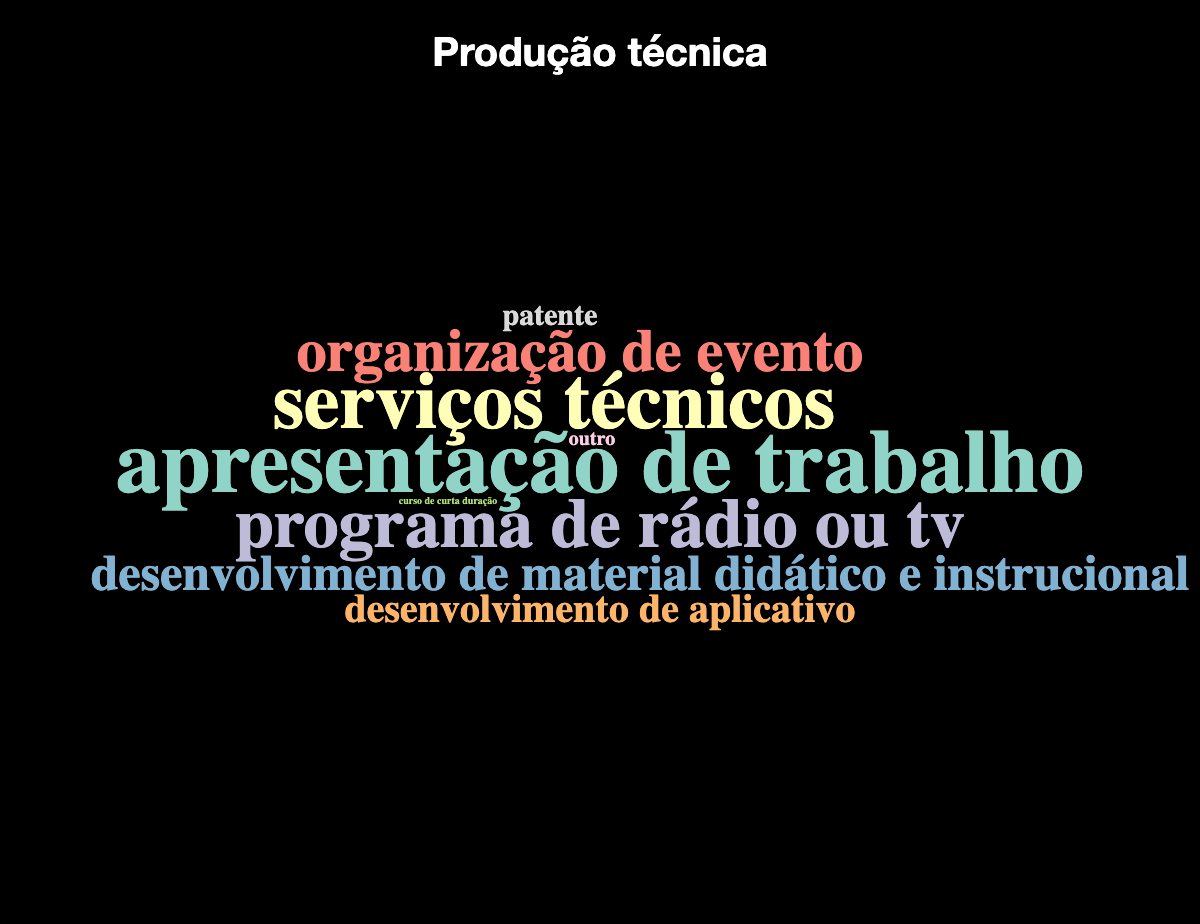 Produção técnica
patente
organização de evento
serviços técnicos
outro
apresentação de trabalho
curso de curta duração
programa de rádio ou tv
desenvolvimento de material didático e instrucional
desenvolvimento de aplicativo